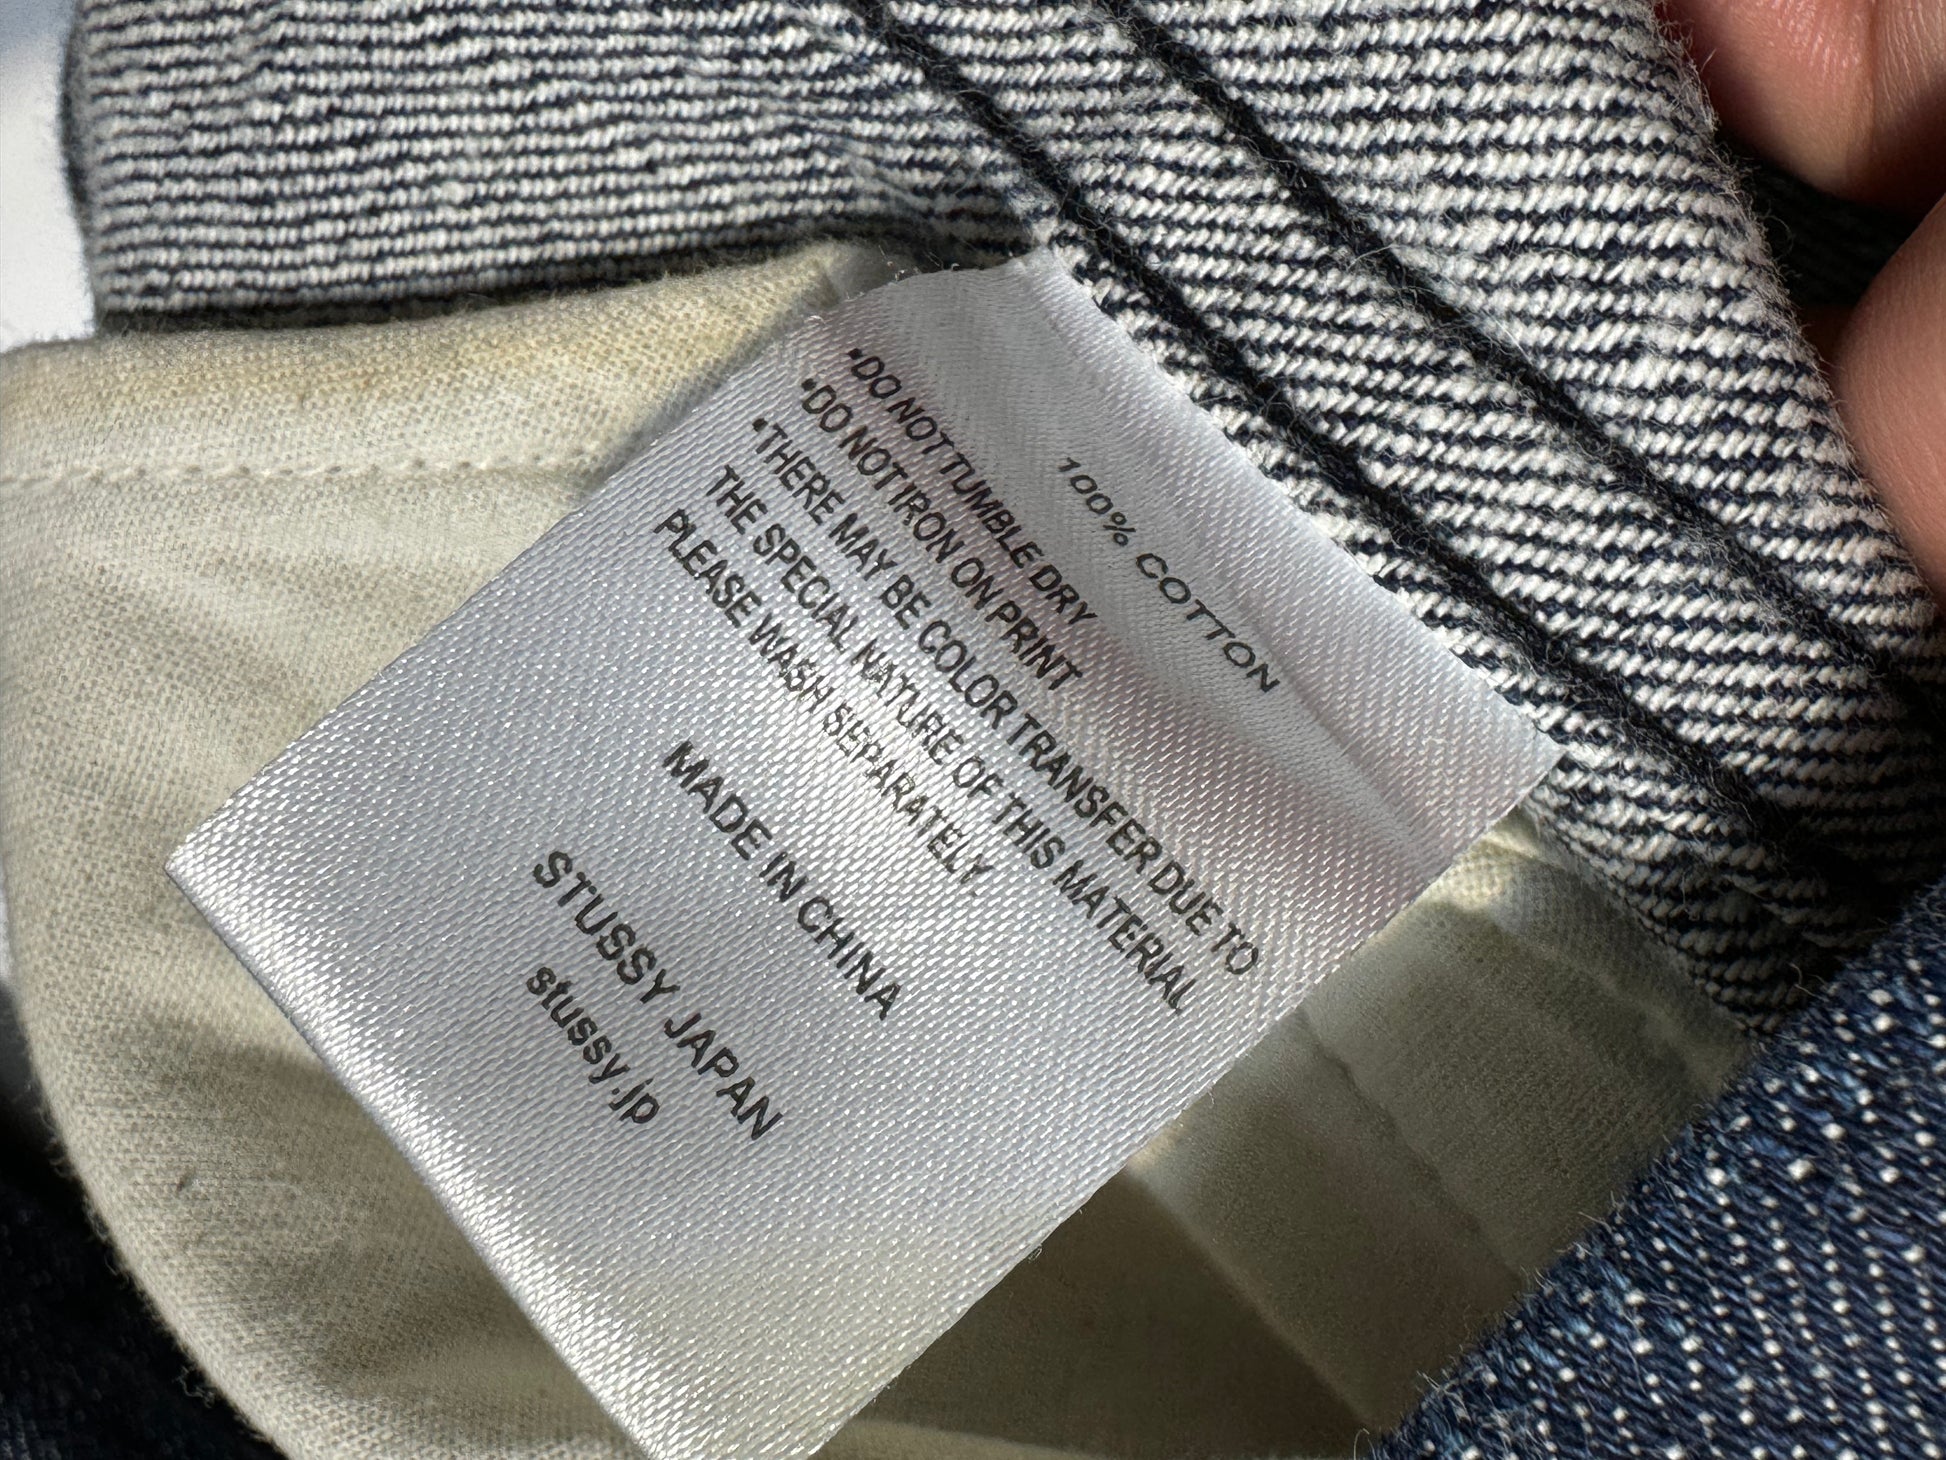 100% COTTON
•DO NOT TUMBLE DRY
•DO NOT IRON ON PRINT
•THERE MAY BE COLOR TRANSFER DUE TO
THE SPECIAL NATURE OF THIS MATERIAL
PLEASE WASH SEPARATELY.
MADE IN CHINA
STUSSY JAPAN
stussy.jp